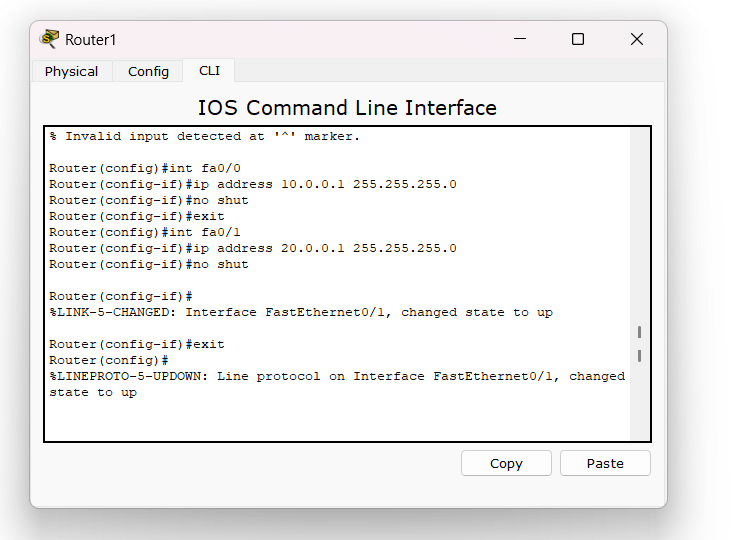 Router1
Physical Config CLI
IOS Command Line Interface
% Invalid input detected at '^' marker.
Router(config)#int fa0/0
Router(config-if)#ip address 10.0.0.1 255.255.255.0
Router(config-if)#no shut
Router(config-if)#exit
Router(config)#int fa0/1
Router(config-if)#ip address 20.0.0.1 255.255.255.0
Router(config-if)#no shut
Router(config-if)#
%LINK-5-CHANGED: Interface FastEthernet0/1, changed state to up
Router(config-if)#exit
Router(config)#
%LINEPROTO-5-UPDOWN: Line protocol on Interface FastEthernet0/1, changed
state to up
Copy Paste